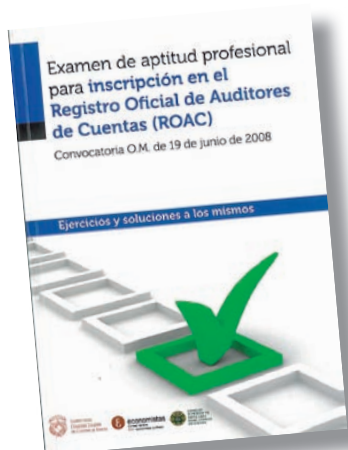 Examen de aptitud profesional
para inscripción en el
Registro Oficial de Auditores
de Cuentas (ROAC)
Convocatoria O.M. de 19 de junio de 2008
Ejercicios y soluciones a los mismos
economistas